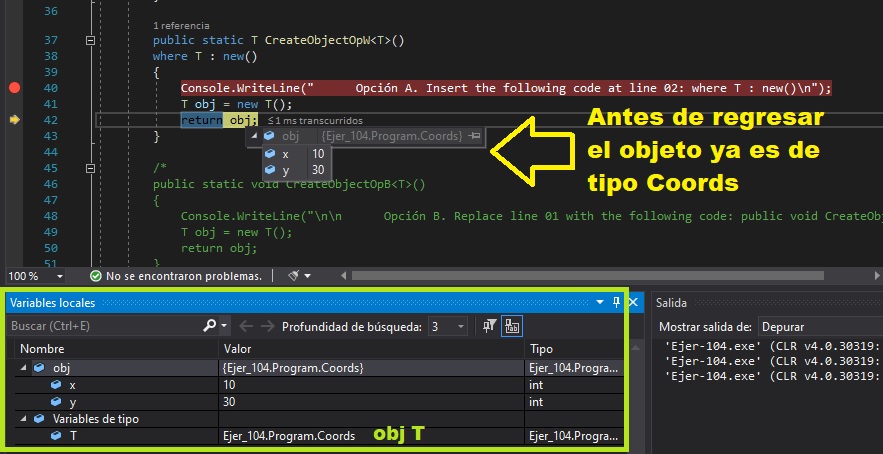 36
1 referencia
37 public static T CreateObjectOpW<T>()
38 where T : new()
39 {
40 Console.WriteLine("      Opción A. Insert the following code at line 02: where T : new()\n");
41 T obj = new T();
42 return obj; ≤1 ms transcurridos
43 }
obj {Ejer_104.Program.Coords}
x 10
y 30
Antes de regresar
el objeto ya es de
tipo Coords
44
45 /*
46 public static void CreateObjectOpB<T>()
47 {
48 Console.WriteLine("\n\n      Opción B. Replace line 01 with the following code: public void CreateObj
49 T obj = new T();
50 return obj;
51 }
100 % No se encontraron problemas.
Variables locales
Buscar (Ctrl+E) Profundidad de búsqueda: 3
Nombre Valor Tipo
obj {Ejer_104.Program.Coords} Ejer_104.Progra...
x 10 int
y 30 int
Variables de tipo
T Ejer_104.Program.Coords Ejer_104.Progra...
obj T
Salida
Mostrar salida de: Depurar
'Ejer-104.exe' (CLR v4.0.30319:
'Ejer-104.exe' (CLR v4.0.30319:
'Ejer-104.exe' (CLR v4.0.30319: